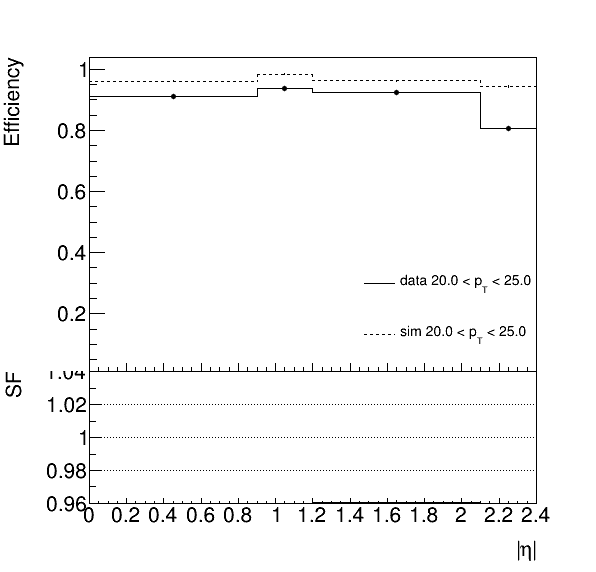 Efficiency
1
0.8
0.6
0.4
0.2
data 20.0 < p_T < 25.0
sim 20.0 < p_T < 25.0
SF
1.04
1.02
1
0.98
0.96
0 0.2 0.4 0.6 0.8 1 1.2 1.4 1.6 1.8 2 2.2 2.4
|η|